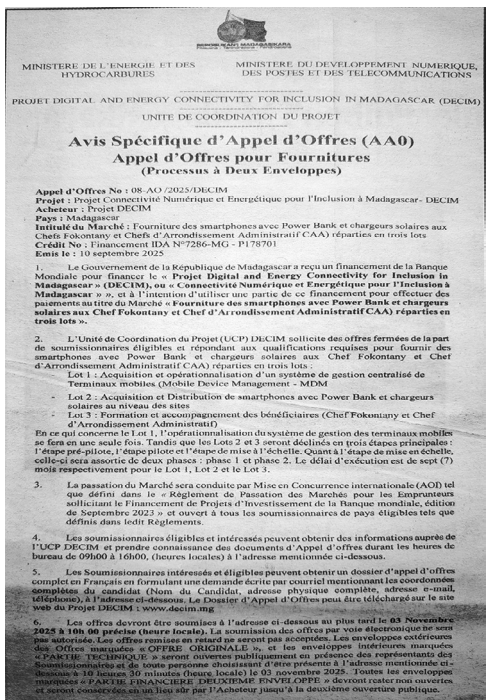 REPOBLIKAN'I MADAGASIKARA
Fitiavana - Tanindrazana - Fandrosoana
MINISTERE DE L'ENERGIE ET DES HYDROCARBURES
MINISTERE DU DEVELOPPEMENT NUMERIQUE, DES POSTES ET DES TELECOMMUNICATIONS
PROJET DIGITAL AND ENERGY CONNECTIVITY FOR INCLUSION IN MADAGASCAR (DECIM)
UNITE DE COORDINATION DU PROJET
Avis Spécifique d'Appel d'Offres (AA0)
Appel d'Offres pour Fournitures
(Processus à Deux Enveloppes)
Appel d'Offres No : 08-AO /2025/DECIM
Projet : Projet Connectivité Numérique et Energétique pour l'Inclusion à Madagascar- DECIM
Acheteur : Projet DECIM
Pays : Madagascar
Intitulé du Marché : Fourniture des smartphones avec Power Bank et chargeurs solaires aux
Chefs Fokontany et Chefs d'Arrondissement Administratif CAA) réparties en trois lots
Crédit No : Financement IDA N°7286-MG - P178701
Emis le : 10 septembre 2025
1. Le Gouvernement de la République de Madagascar a reçu un financement de la Banque
Mondiale pour financer le « Projet Digital and Energy Connectivity for Inclusion in
Madagascar » (DECIM), ou « Connectivité Numérique et Energétique pour l'Inclusion à
Madagascar » », et à l'intention d'utiliser une partie de ce financement pour effectuer des
paiements au titre du Marché « Fourniture des smartphones avec Power Bank et chargeurs
solaires aux Chef Fokontany et Chef d'Arrondissement Administratif CAA) réparties en
trois lots ».
2. L'Unité de Coordination du Projet (UCP) DECIM sollicite des offres fermées de la part
de soumissionnaires éligibles et répondant aux qualifications requises pour fournir des
smartphones avec Power Bank et chargeurs solaires aux Chef Fokontany et Chef
d'Arrondissement Administratif CAA) réparties en trois lots :
Lot 1 : Acquisition et opérationnalisation d'un système de gestion centralisé de
Terminaux mobiles (Mobile Device Management - MDM
- Lot 2 : Acquisition et Distribution de smartphones avec Power Bank et chargeurs
solaires au niveau des sites
- Lot 3 : Formation et accompagnement des bénéficiaires (Chef Fokontany et Chef
d'Arrondissement Administratif)
En ce qui concerne le Lot 1, l'opérationnalisation du système de gestion des terminaux mobiles
se fera en une seule fois. Tandis que les Lots 2 et 3 seront déclinés en trois étapes principales :
l'étape pré-pilote, l'étape pilote et l'étape de mise à l'échelle. Quant à l'étape de mise en échelle,
celle-ci sera assortie de deux phases : phase 1 et phase 2. Le délai d'exécution est de sept (7)
mois respectivement pour le Lot 1, Lot 2 et le Lot 3.
3. La passation du Marché sera conduite par Mise en Concurrence internationale (AOI) tel
que défini dans le « Règlement de Passation des Marchés pour les Emprunteurs
sollicitant le Financement de Projets d'Investissement de la Banque mondiale, édition
de Septembre 2023 » et ouvert à tous les soumissionnaires de pays éligibles tels que
définis dans ledit Règlements.
4. Les soumissionnaires éligibles et intéressés peuvent obtenir des informations auprès de
l'UCP DECIM et prendre connaissance des documents d'Appel d'offres durant les heures de
bureau de 09h00 à 16h00, (heures locales) à l'adresse mentionnée ci-dessous.
5. Les Soumissionnaires intéressés et éligibles peuvent obtenir un dossier d'appel d'offres
complet en Français en formulant une demande écrite par courriel mentionnant les coordonnées
complètes du candidat (Nom du Candidat, adresse physique complète, adresse e-mail,
téléphone), à l'adresse ci-dessous. Le Dossier d'Appel d'Offres peut être téléchargé sur le site
web du Projet DECIM : www.decim.mg
6. Les offres devront être soumises à l'adresse ci-dessous au plus tard le 03 Novembre
2025 à 10h 00 précise (heure locale). La soumission des offres par voie électronique ne sera
pas autorisée. Les offres remises en retard ne seront pas acceptées. Les enveloppes extérieures
des Offres marquées « OFFRE ORIGINALE », et les enveloppes intérieures marquées
« PARTIE TECHNIQUE » seront ouvertes publiquement en présence des représentants des
Soumissionnaires et de toute personne choisissant d'être présente à l'adresse mentionnée ci-
dessous à 10 heures 30 minutes (heure locale) le 03 novembre 2025. Toutes les enveloppes
marquées « PARTIE FINANCIERE DEUXIEME ENVELOPPE » devront rester non ouvertes
et seront conservées en un lieu sûr par l'Acheteur jusqu'à la deuxième ouverture publique.